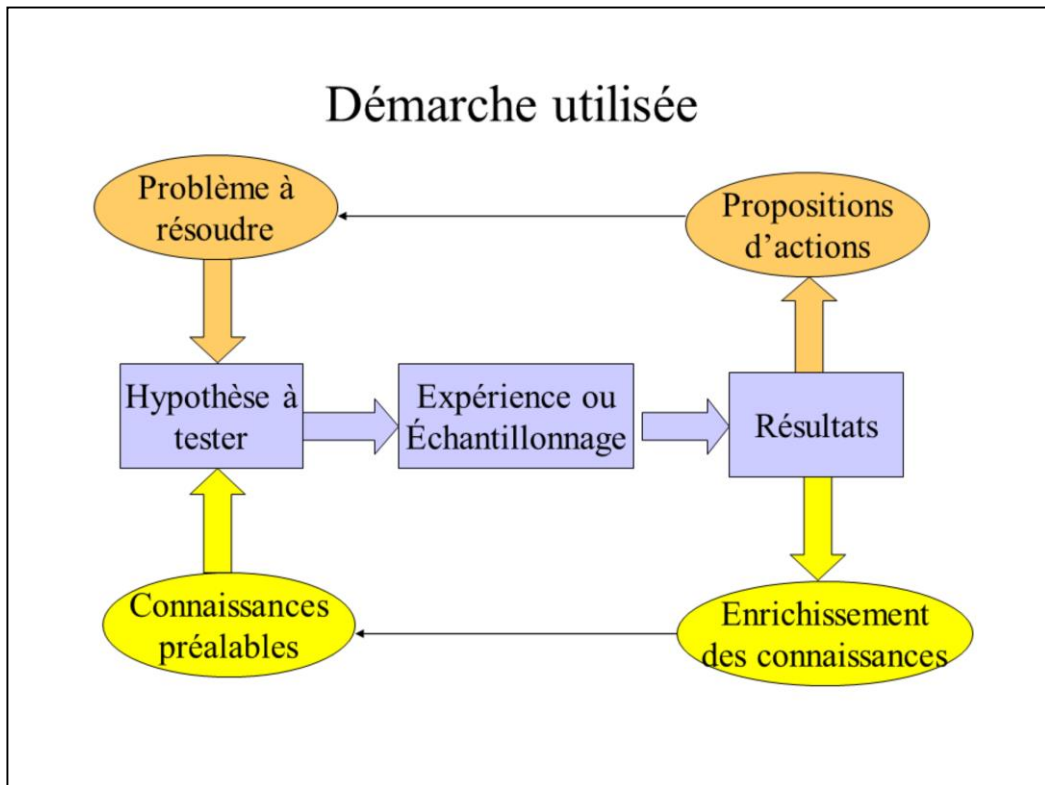 Démarche utilisée
Problème à
résoudre
Propositions
d’actions
Hypothèse à
tester
Expérience ou
Échantillonnage
Résultats
Connaissances
préalables
Enrichissement
des connaissances